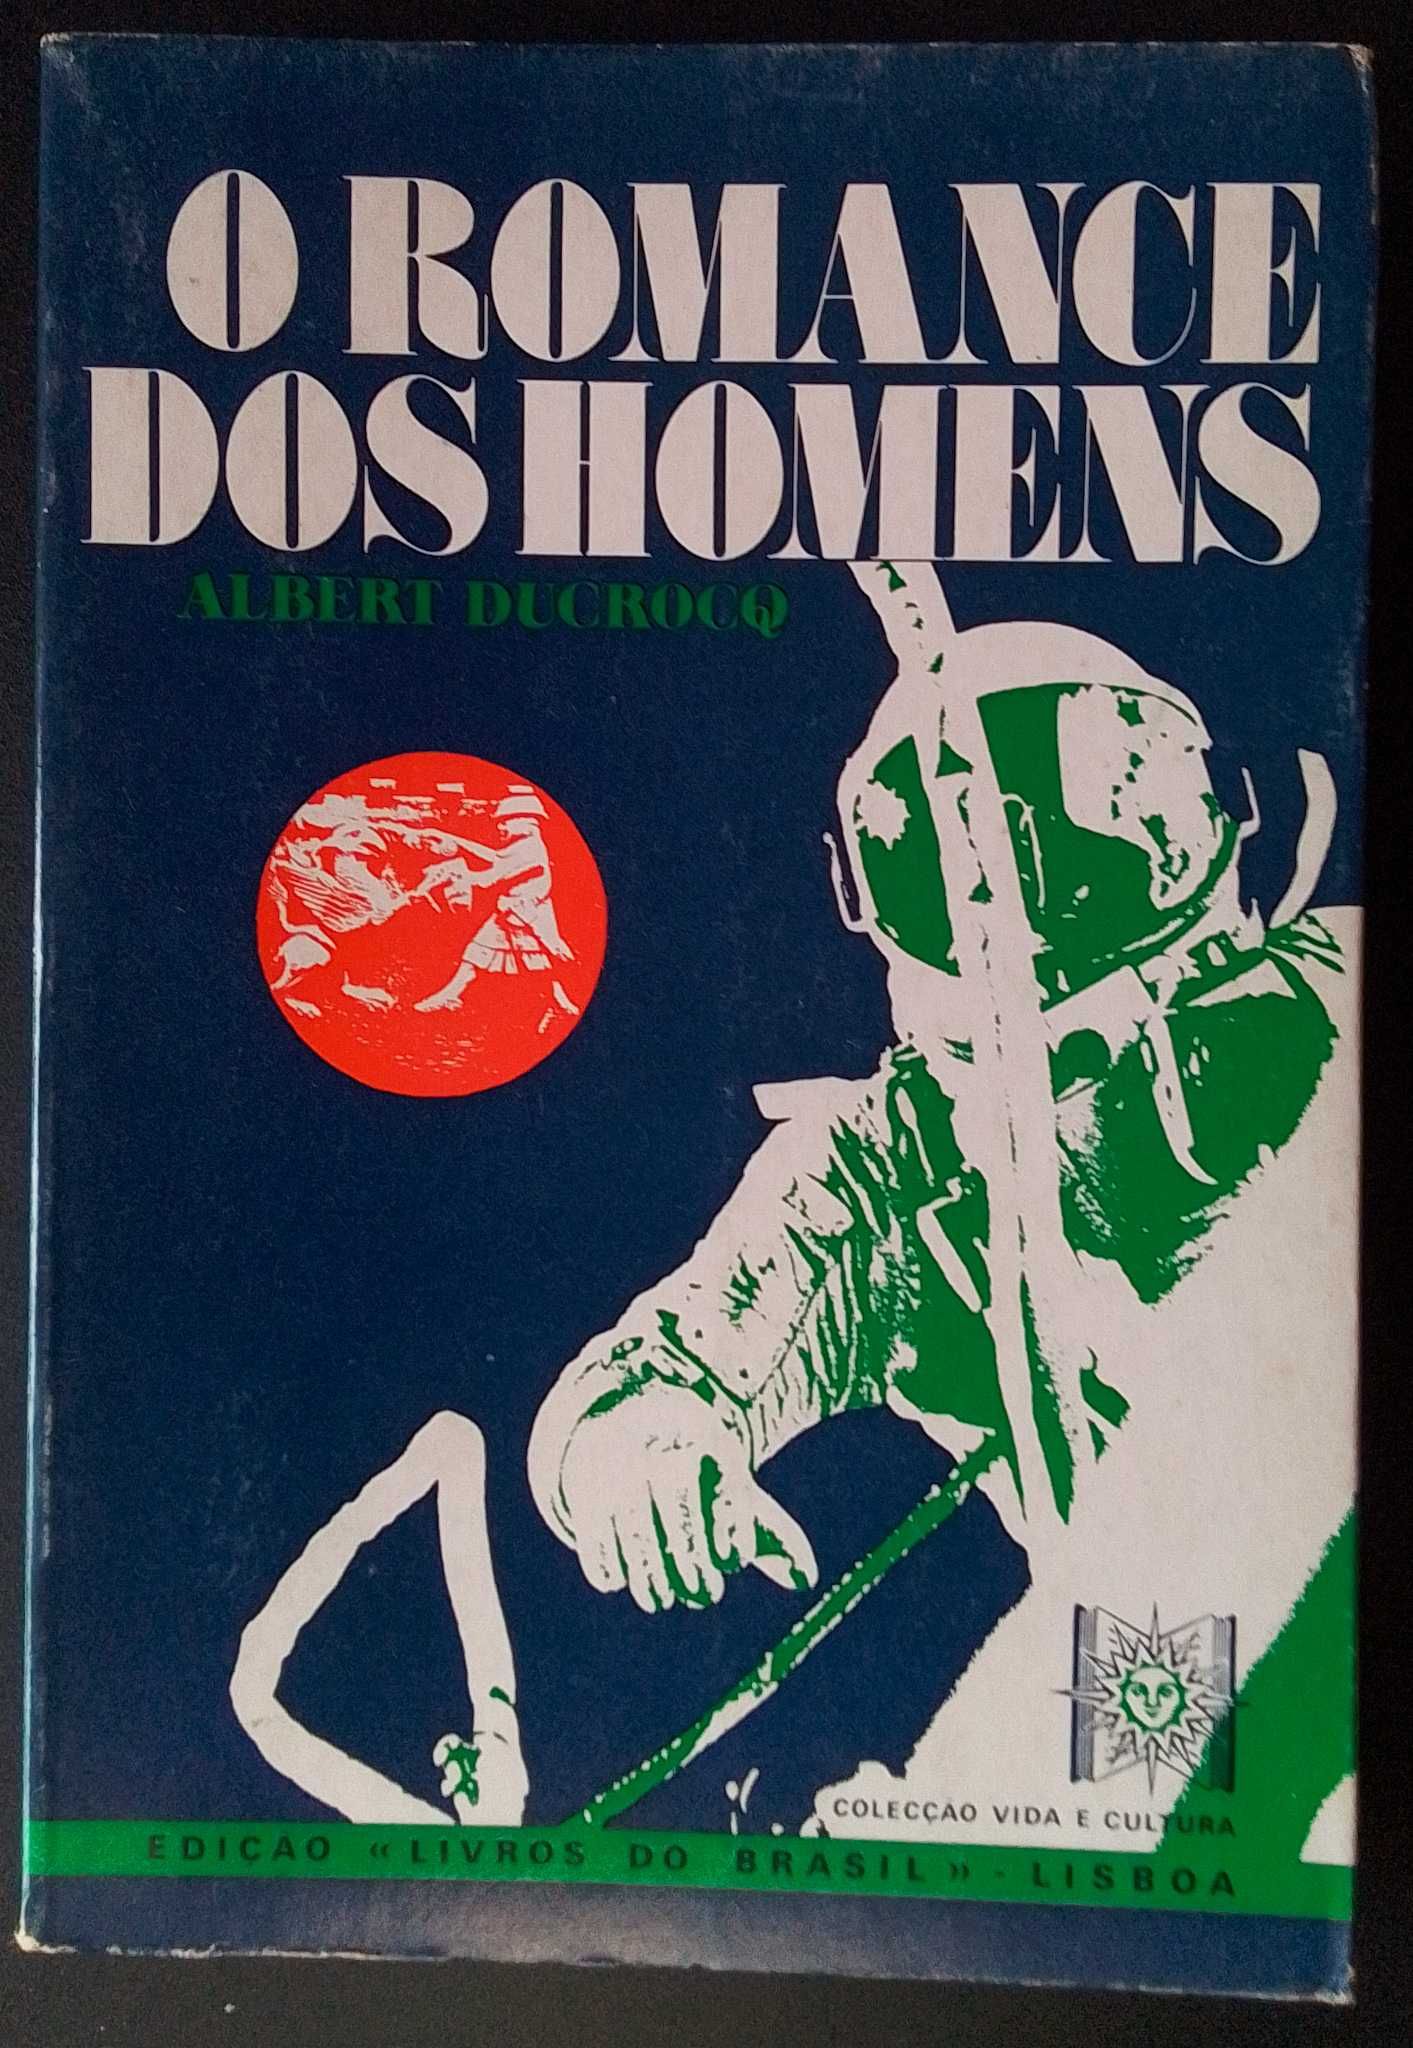 O ROMANCE
DOS HOMENS
ALBERT DUCROCQ
COLECÇÃO VIDA E CULTURA
EDIÇÃO «LIVROS DO BRASIL» - LISBOA